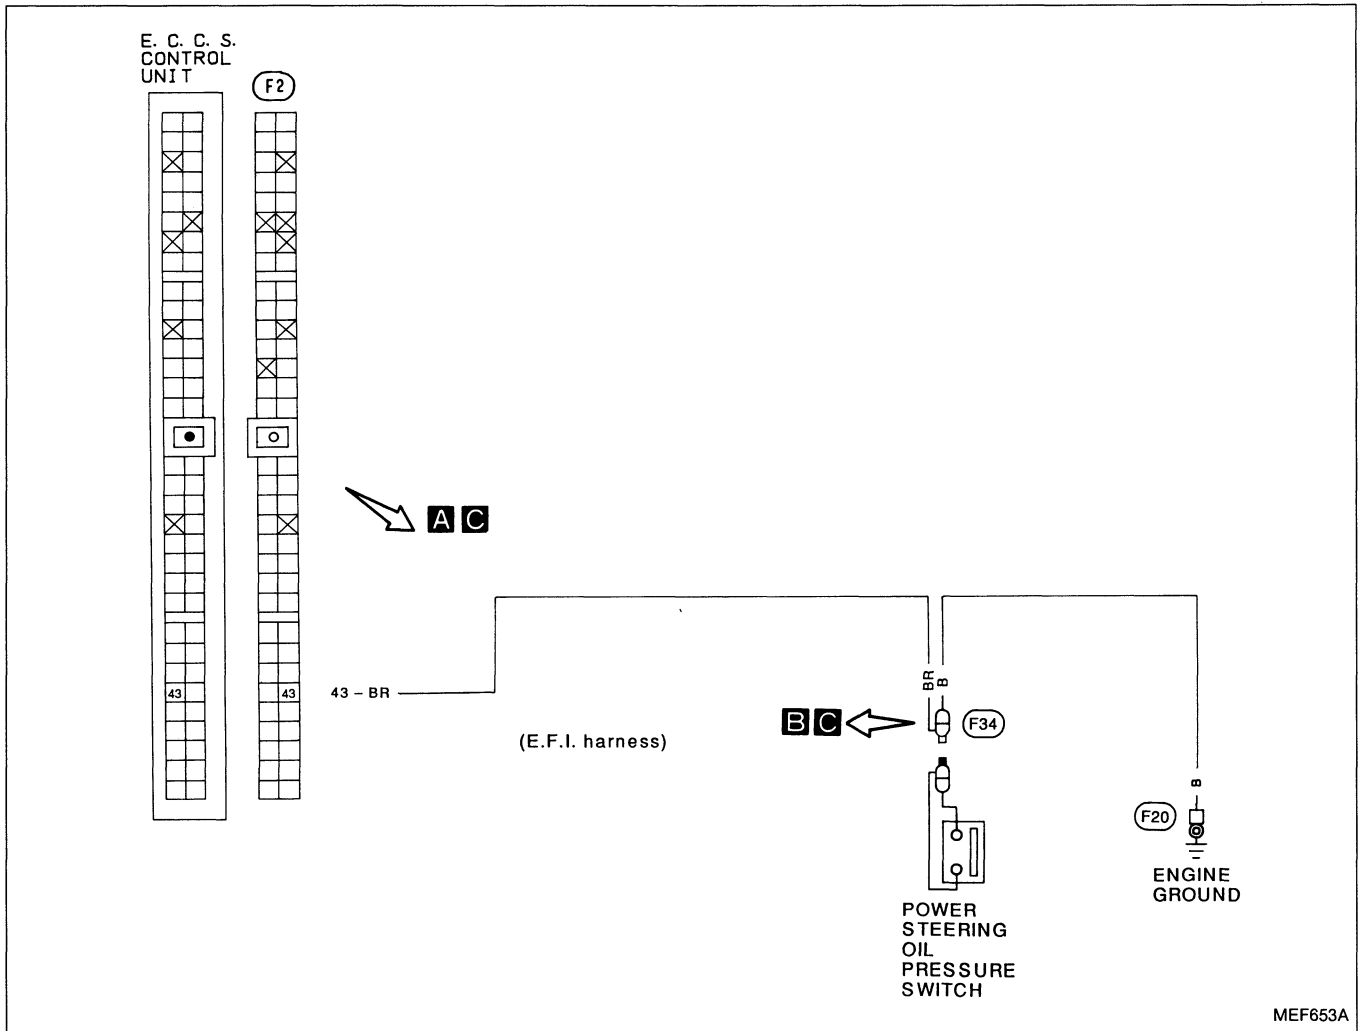 E. C. C. S.
CONTROL
UNIT
F2
A C
43
43
43 – BR
BR
B
B C
F34
(E.F.I. harness)
B
F20
ENGINE
GROUND
POWER
STEERING
OIL
PRESSURE
SWITCH
MEF653A